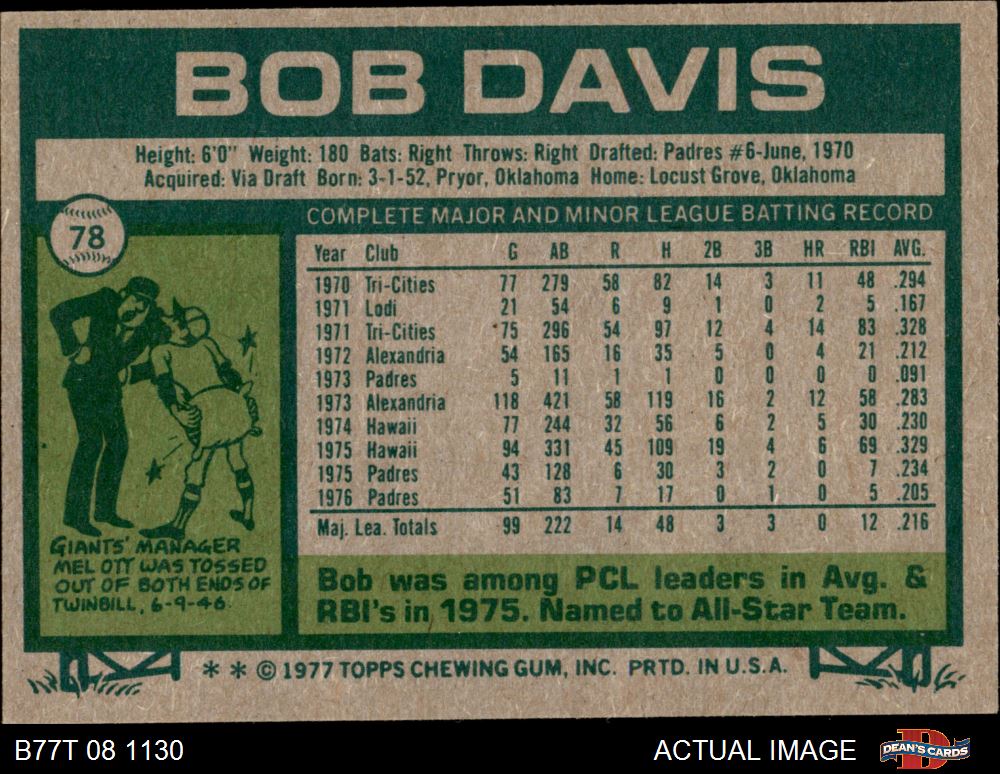 BOB DAVIS
Height: 6'0" Weight: 180 Bats: Right Throws: Right Drafted: Padres #6-June, 1970
Acquired: Via Draft Born: 3-1-52, Pryor, Oklahoma Home: Locust Grove, Oklahoma
78
COMPLETE MAJOR AND MINOR LEAGUE BATTING RECORD
Year Club G AB R H 2B 3B HR RBI AVG.
1970 Tri-Cities 77 279 58 82 14 3 11 48 .294
1971 Lodi 21 54 6 9 1 0 2 5 .167
1971 Tri-Cities 75 296 54 97 12 4 14 83 .328
1972 Alexandria 54 165 16 35 5 0 4 21 .212
1973 Padres 5 11 1 1 0 0 0 0 .091
1973 Alexandria 118 421 58 119 16 2 12 58 .283
1974 Hawaii 77 244 32 56 6 2 5 30 .230
1975 Hawaii 94 331 45 109 19 4 6 69 .329
1975 Padres 43 128 6 30 3 2 0 7 .234
1976 Padres 51 83 7 17 0 1 0 5 .205
Maj. Lea. Totals 99 222 14 48 3 3 0 12 .216
GIANTS' MANAGER
MEL OTT WAS TOSSED
OUT OF BOTH ENDS OF
TWINBILL, 6-9-46.
Bob was among PCL leaders in Avg. &
RBI's in 1975. Named to All-Star Team.
* * © 1977 TOPPS CHEWING GUM, INC. PRTD. IN U.S.A.
B77T 08 1130
ACTUAL IMAGE
DEAN'S CARDS